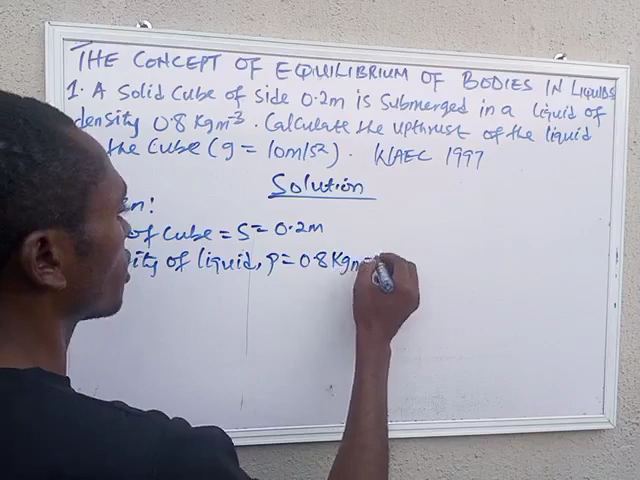 THE CONCEPT OF EQUILIBRIUM OF BODIES IN LIQUIDS
1. A Solid Cube of side 0.2m is Submerged in a liquid of
density 0.8 Kgm⁻³. Calculate the upthrust of the liquid
the Cube (g = 10m/s²). WAEC 1997
Solution
n:
of Cube = S = 0.2m
ity of liquid, ρ = 0.8 Kgm⁻